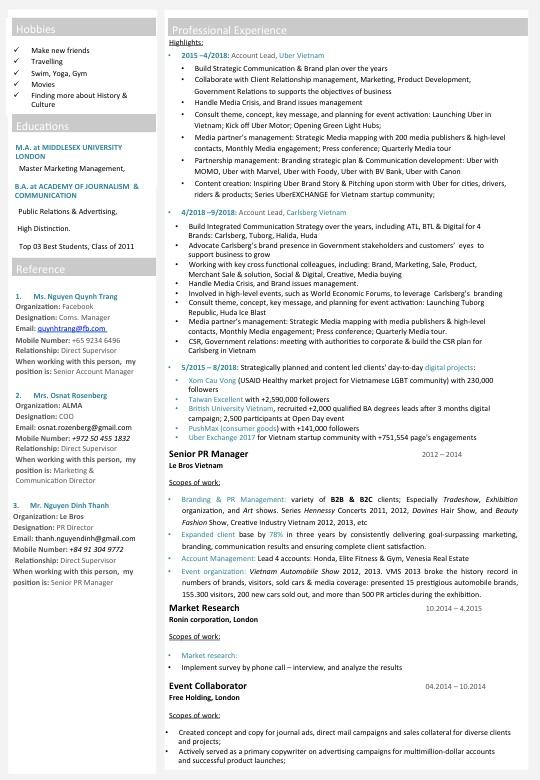 Hobbies
✓ Make new friends
✓ Travelling
✓ Swim, Yoga, Gym
✓ Movies
✓ Finding more about History &
Culture
Educations
M.A. at MIDDLESEX UNIVERSITY
LONDON
Master Marketing Management,
B.A. at ACADEMY OF JOURNALISM &
COMMUNICATION
Public Relations & Advertising,
High Distinction.
Top 03 Best Students, Class of 2011
Reference
1. Ms. Nguyen Quynh Trang
Organization: Facebook
Designation: Coms. Manager
Email: quynhtrang@fb.com
Mobile Number: +65 9234 6496
Relationship: Direct Supervisor
When working with this person, my
position is: Senior Account Manager
2. Mrs. Osnat Rozenberg
Organization: ALMA
Designation: COO
Email: osnat.rozenberg@gmail.com
Mobile Number: +972 50 455 1832
Relationship: Direct Supervisor
When working with this person, my
position is: Marketing &
Communication Director
3. Mr. Nguyen Dinh Thanh
Organization: Le Bros
Designation: PR Director
Email: thanh.nguyendinh@gmail.com
Mobile Number: +84 91 304 9772
Relationship: Direct Supervisor
When working with this person, my
position is: Senior PR Manager
Professional Experience
Highlights:
• 2015 –4/2018: Account Lead, Uber Vietnam
• Build Strategic Communication & Brand plan over the years
• Collaborate with Client Relationship management, Marketing, Product Development,
Government Relations to supports the objectives of business
• Handle Media Crisis, and Brand issues management
• Consult theme, concept, key message, and planning for event activation: Launching Uber in
Vietnam; Kick off Uber Motor; Opening Green Light Hubs;
• Media partner's management: Strategic Media mapping with 200 media publishers & high-level
contacts, Monthly Media engagement; Press conference; Quarterly Media tour
• Partnership management: Branding strategic plan & Communication development: Uber with
MOMO, Uber with Marvel, Uber with Foody, Uber with BV Bank, Uber with Canon
• Content creation: Inspiring Uber Brand Story & Pitching upon storm with Uber for cities, drivers,
riders & products; Series UberEXCHANGE for Vietnam startup community;
• 4/2018 –9/2018: Account Lead, Carlsberg Vietnam
• Build Integrated Communication Strategy over the years, including ATL, BTL & Digital for 4
Brands: Carlsberg, Tuborg, Halida, Huda
• Advocate Carlsberg's brand presence in Government stakeholders and customers' eyes to
support business to grow
• Working with key cross functional colleagues, including: Brand, Marketing, Sale, Product,
Merchant Sale & solution, Social & Digital, Creative, Media buying
• Handle Media Crisis, and Brand issues management.
• Involved in high-level events, such as World Economic Forums, to leverage Carlsberg's branding
• Consult theme, concept, key message, and planning for event activation: Launching Tuborg
Republic, Huda Ice Blast
• Media partner's management: Strategic Media mapping with media publishers & high-level
contacts, Monthly Media engagement; Press conference; Quarterly Media tour.
• CSR, Government relations: meeting with authorities to corporate & build the CSR plan for
Carlsberg in Vietnam
• 5/2015 – 8/2018: Strategically planned and content led clients' day-to-day digital projects:
• Xom Cau Vong (USAID Healthy market project for Vietnamese LGBT community) with 230,000
followers
• Taiwan Excellent with +2,590,000 followers
• British University Vietnam, recruited +2,000 qualified BA degrees leads after 3 months digital
campaign; 2,500 participants at Open Day event
• PushMax (consumer goods) with +141,000 followers
• Uber Exchange 2017 for Vietnam startup community with +751,554 page's engagements
Senior PR Manager 2012 – 2014
Le Bros Vietnam
Scopes of work:
• Branding & PR Management: variety of B2B & B2C clients; Especially Tradeshow, Exhibition
organization, and Art shows. Series Hennessy Concerts 2011, 2012, Davines Hair Show, and Beauty
Fashion Show, Creative Industry Vietnam 2012, 2013, etc
• Expanded client base by 78% in three years by consistently delivering goal-surpassing marketing,
branding, communication results and ensuring complete client satisfaction.
• Account Management: Lead 4 accounts: Honda, Elite Fitness & Gym, Venesia Real Estate
• Event organization: Vietnam Automobile Show 2012, 2013. VMS 2013 broke the history record in
numbers of brands, visitors, sold cars & media coverage: presented 15 prestigious automobile brands,
155.300 visitors, 200 new cars sold out, and more than 500 PR articles during the exhibition.
Market Research 10.2014 – 4.2015
Ronin corporation, London
Scopes of work:
• Market research:
• Implement survey by phone call – interview, and analyze the results
Event Collaborator 04.2014 – 10.2014
Free Holding, London
Scopes of work:
• Created concept and copy for journal ads, direct mail campaigns and sales collateral for diverse clients
and projects;
• Actively served as a primary copywriter on advertising campaigns for multimillion-dollar accounts
and successful product launches;